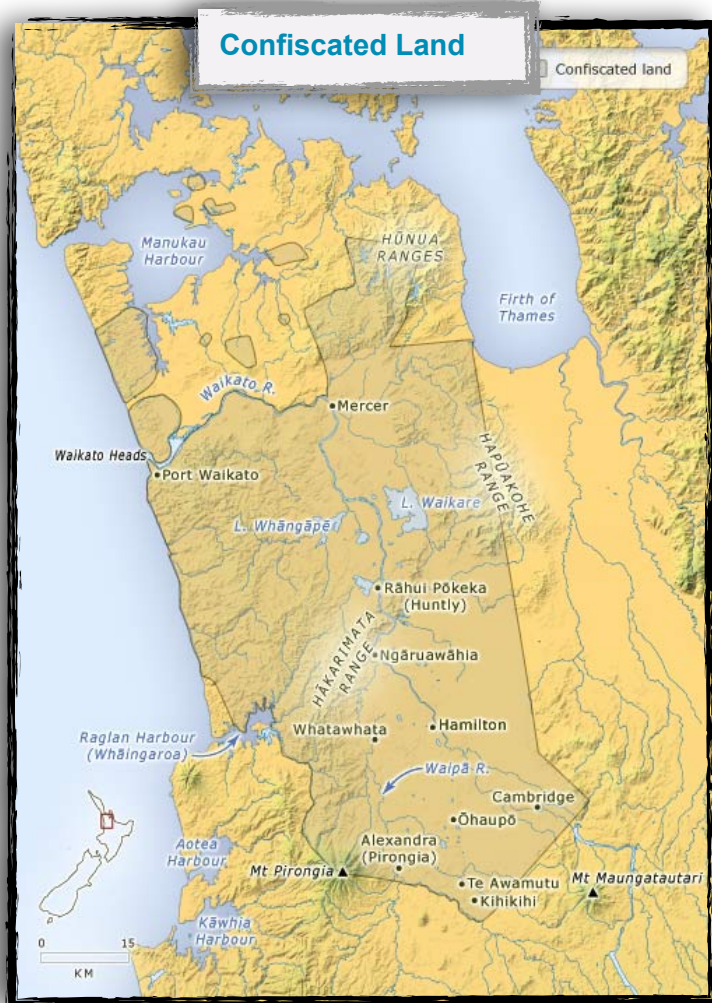 Confiscated Land
Confiscated land
HŪNUA
RANGES
Manukau
Harbour
Firth of
Thames
Waikato R.
Mercer
Waikato Heads
Port Waikato
HAPŪAKOHE
RANGE
L. Waikare
L. Whāngāpē
Rāhui Pōkeka
(Huntly)
HĀKARIMATA
RANGE
Ngāruawāhia
Raglan Harbour
(Whāingaroa)
Whatawhata
Hamilton
Waipā R.
Cambridge
Ōhaupō
Aotea
Harbour
Alexandra
(Pirongia)
Mt Pirongia
Te Awamutu
Kihikihi
Mt Maungatautari
Kāwhia
Harbour
0 15
KM